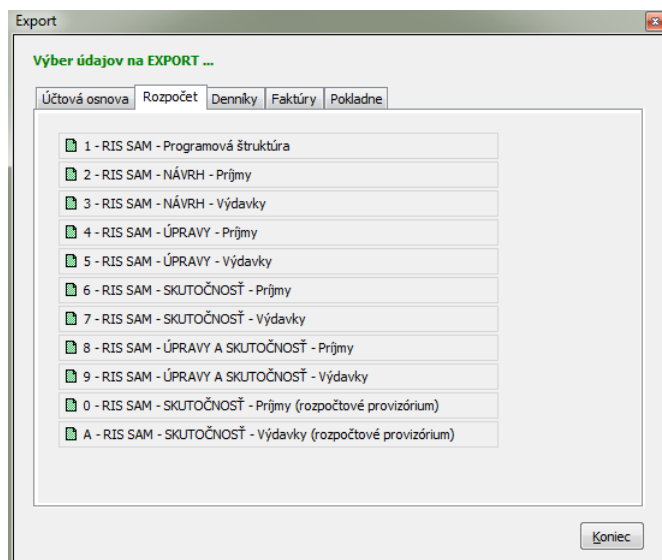 Export
Výber údajov na EXPORT ...
Účtová osnova Rozpočet Denníky Faktúry Pokladne
1 - RIS SAM - Programová štruktúra
2 - RIS SAM - NÁVRH - Príjmy
3 - RIS SAM - NÁVRH - Výdavky
4 - RIS SAM - ÚPRAVY - Príjmy
5 - RIS SAM - ÚPRAVY - Výdavky
6 - RIS SAM - SKUTOČNOSŤ - Príjmy
7 - RIS SAM - SKUTOČNOSŤ - Výdavky
8 - RIS SAM - ÚPRAVY A SKUTOČNOSŤ - Príjmy
9 - RIS SAM - ÚPRAVY A SKUTOČNOSŤ - Výdavky
0 - RIS SAM - SKUTOČNOSŤ - Príjmy (rozpočtové provizórium)
A - RIS SAM - SKUTOČNOSŤ - Výdavky (rozpočtové provizórium)
Koniec